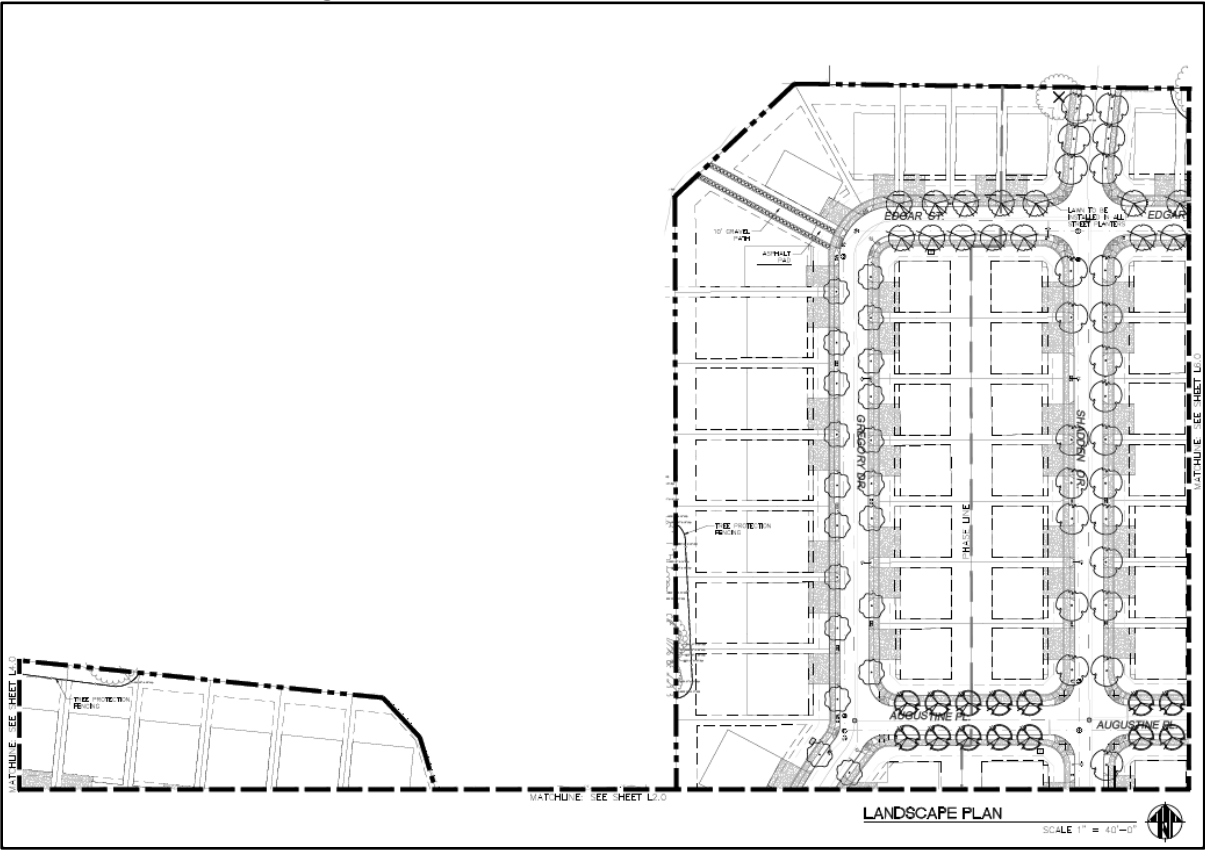 EDGAR ST.
LAWN TO BE
INSTALLED IN ALL
STREET PLANTERS
EDGAR
10' GRAVEL
PATH
ASPHALT
PAD
MATCHLINE: SEE SHEET L6.0
GREGORY DR.
SHADDEN DR.
PHASE LINE
TREE PROTECTION
FENCING
MATCHLINE: SEE SHEET L4.0
TREE PROTECTION
FENCING
AUGUSTINE PL.
AUGUSTINE PL.
MATCHLINE: SEE SHEET L2.0
LANDSCAPE PLAN
SCALE 1" = 40'-0"